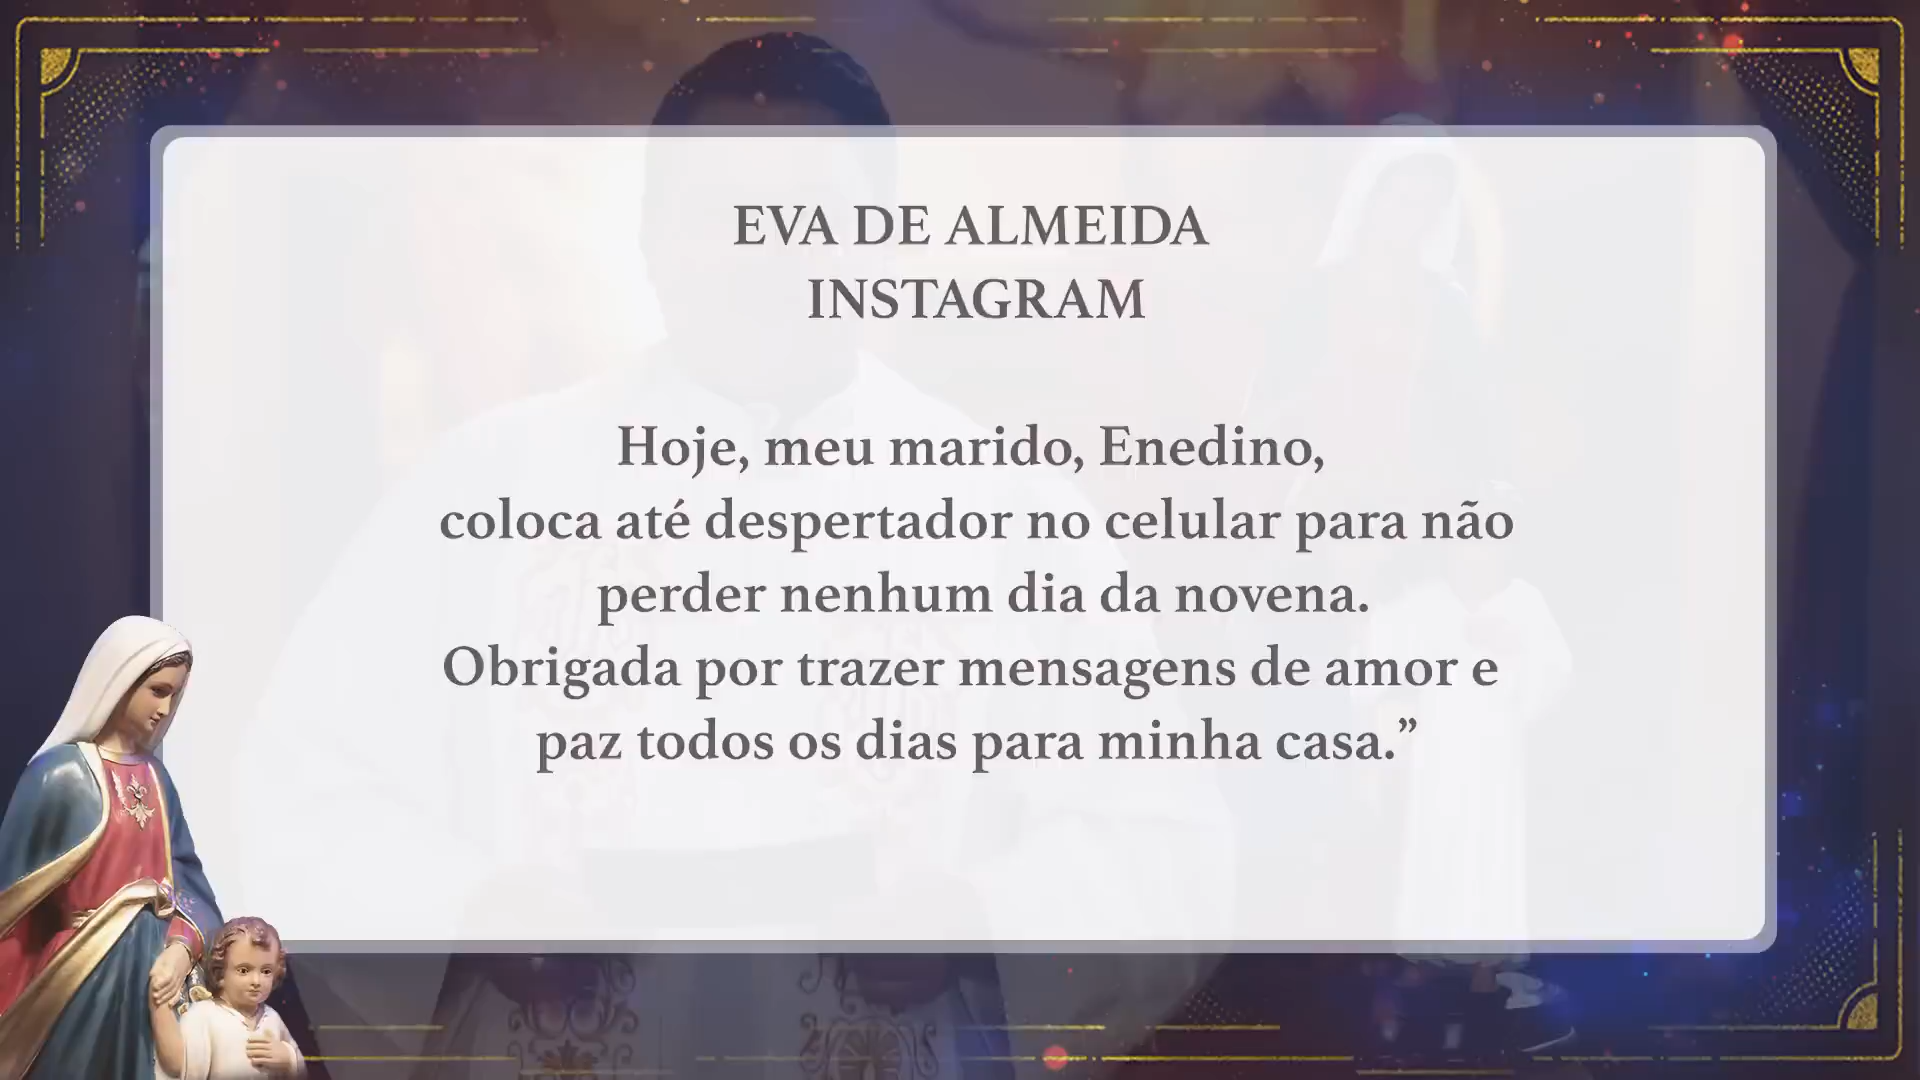 EVA DE ALMEIDA
INSTAGRAM
Hoje, meu marido, Enedino,
coloca até despertador no celular para não
perder nenhum dia da novena.
Obrigada por trazer mensagens de amor e
paz todos os dias para minha casa.”